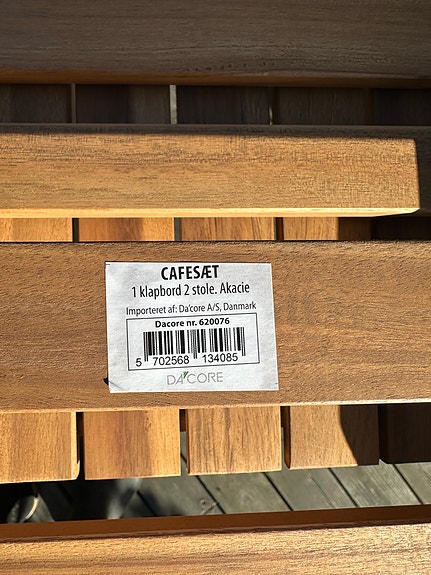 CAFESÆT
1 klapbord 2 stole. Akacie
Importeret af: Da'core A/S, Danmark
Dacore nr. 620076
5 702568 134085
DA'CORE